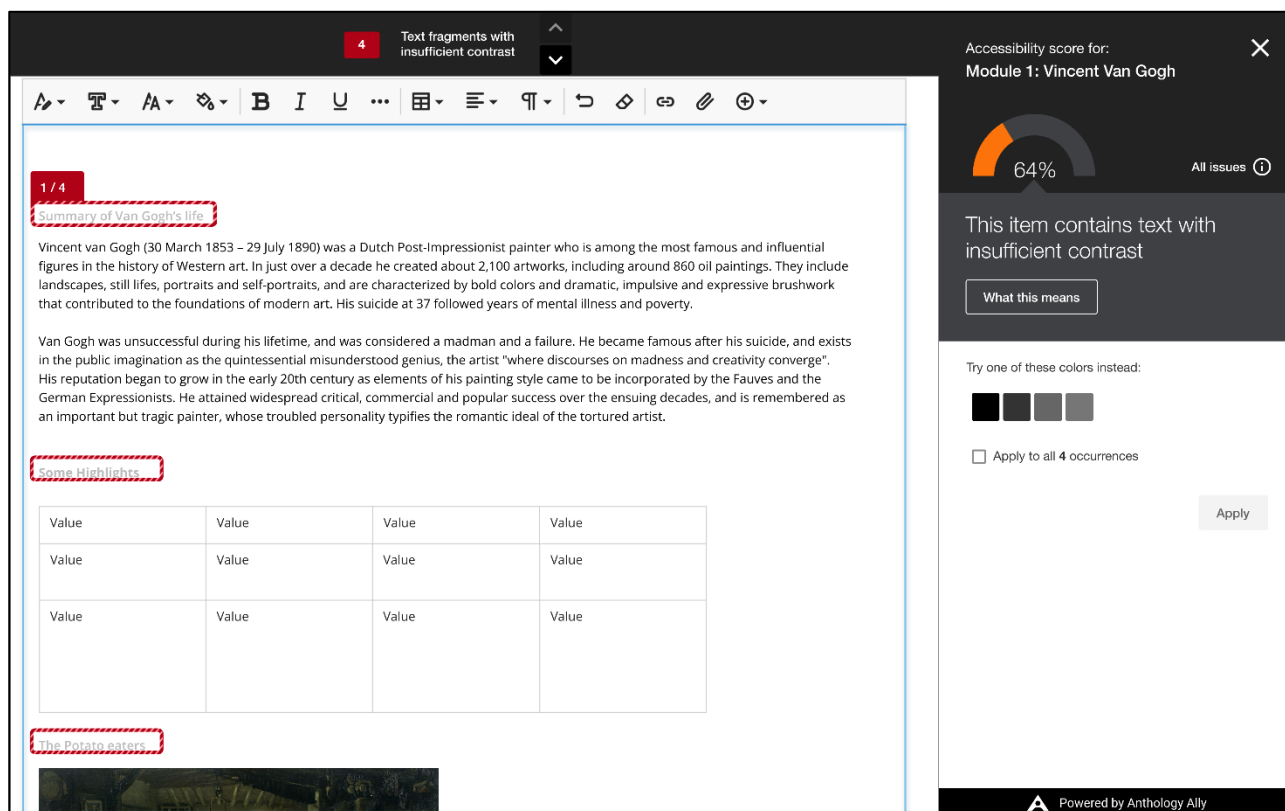 4
Text fragments with
insufficient contrast
B I U
1 / 4
Summary of Van Gogh's life
Vincent van Gogh (30 March 1853 – 29 July 1890) was a Dutch Post-Impressionist painter who is among the most famous and influential
figures in the history of Western art. In just over a decade he created about 2,100 artworks, including around 860 oil paintings. They include
landscapes, still lifes, portraits and self-portraits, and are characterized by bold colors and dramatic, impulsive and expressive brushwork
that contributed to the foundations of modern art. His suicide at 37 followed years of mental illness and poverty.
Van Gogh was unsuccessful during his lifetime, and was considered a madman and a failure. He became famous after his suicide, and exists
in the public imagination as the quintessential misunderstood genius, the artist "where discourses on madness and creativity converge".
His reputation began to grow in the early 20th century as elements of his painting style came to be incorporated by the Fauves and the
German Expressionists. He attained widespread critical, commercial and popular success over the ensuing decades, and is remembered as
an important but tragic painter, whose troubled personality typifies the romantic ideal of the tortured artist.
Some Highlights
Value Value Value Value
Value Value Value Value
Value Value Value Value
The Potato eaters
Accessibility score for:
Module 1: Vincent Van Gogh
64%
All issues
This item contains text with
insufficient contrast
What this means
Try one of these colors instead:
Apply to all 4 occurrences
Apply
Powered by Anthology Ally